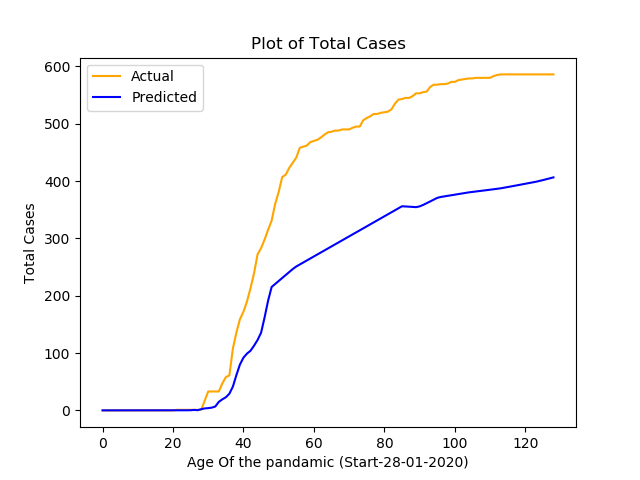 Plot of Total Cases
Actual
Predicted
600
500
400
300
200
100
0
Total Cases
0 20 40 60 80 100 120
Age Of the pandamic (Start-28-01-2020)